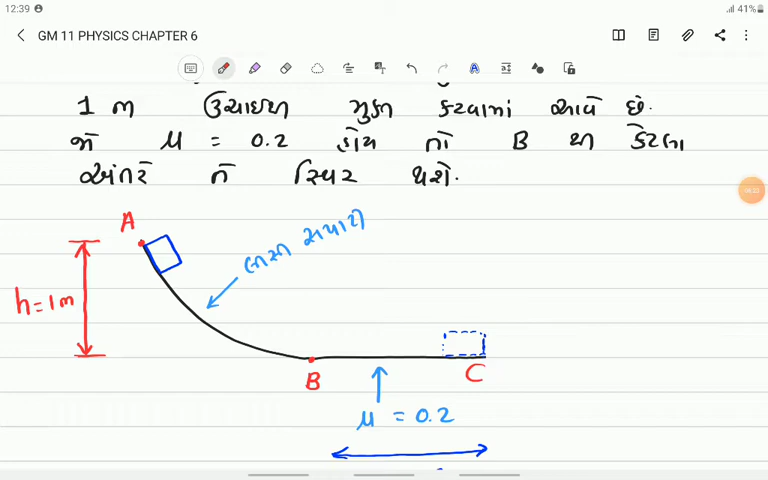 12:39
41%
GM 11 PHYSICS CHAPTER 6
1 m ઊંચાઇથી મુક્ત કરવામાં આવે છે.
જો μ = 0.2 હોય તો B થી કેટલા
અંતરે તે સ્થિર થશે.
A
લીસી સપાટી
h = 1m
B
C
μ = 0.2